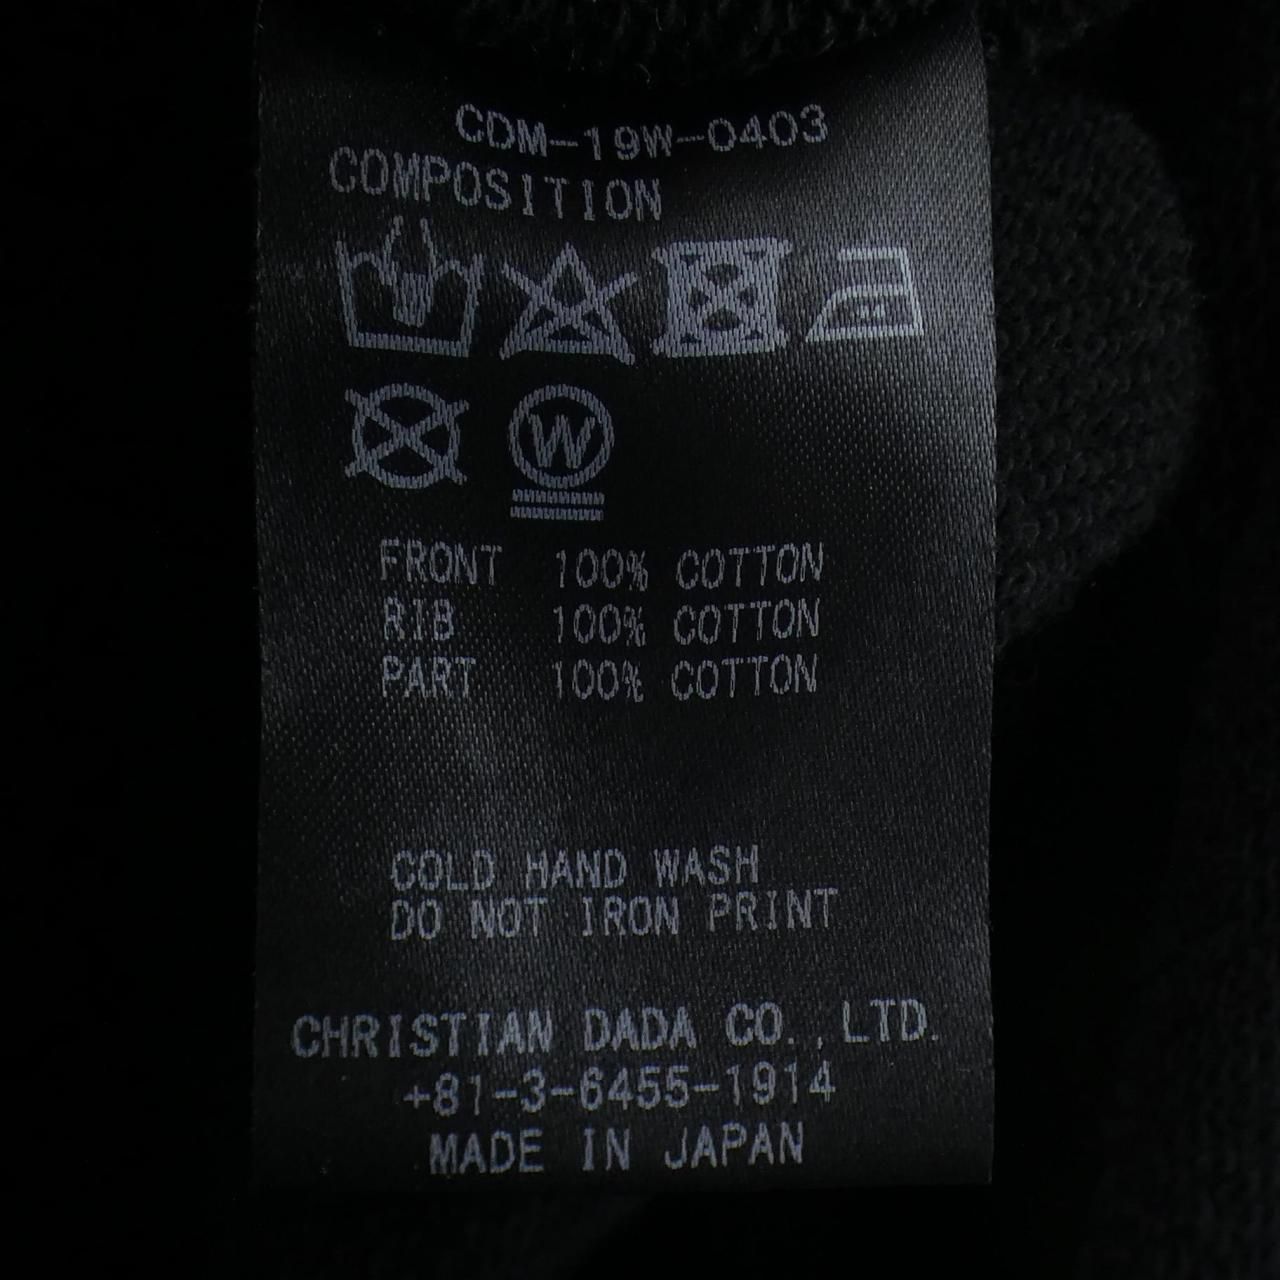 CDM-19W-0403
COMPOSITION
W
FRONT 100% COTTON
RIB 100% COTTON
PART 100% COTTON
COLD HAND WASH
DO NOT IRON PRINT
CHRISTIAN DADA CO.,LTD.
+81-3-6455-1914
MADE IN JAPAN